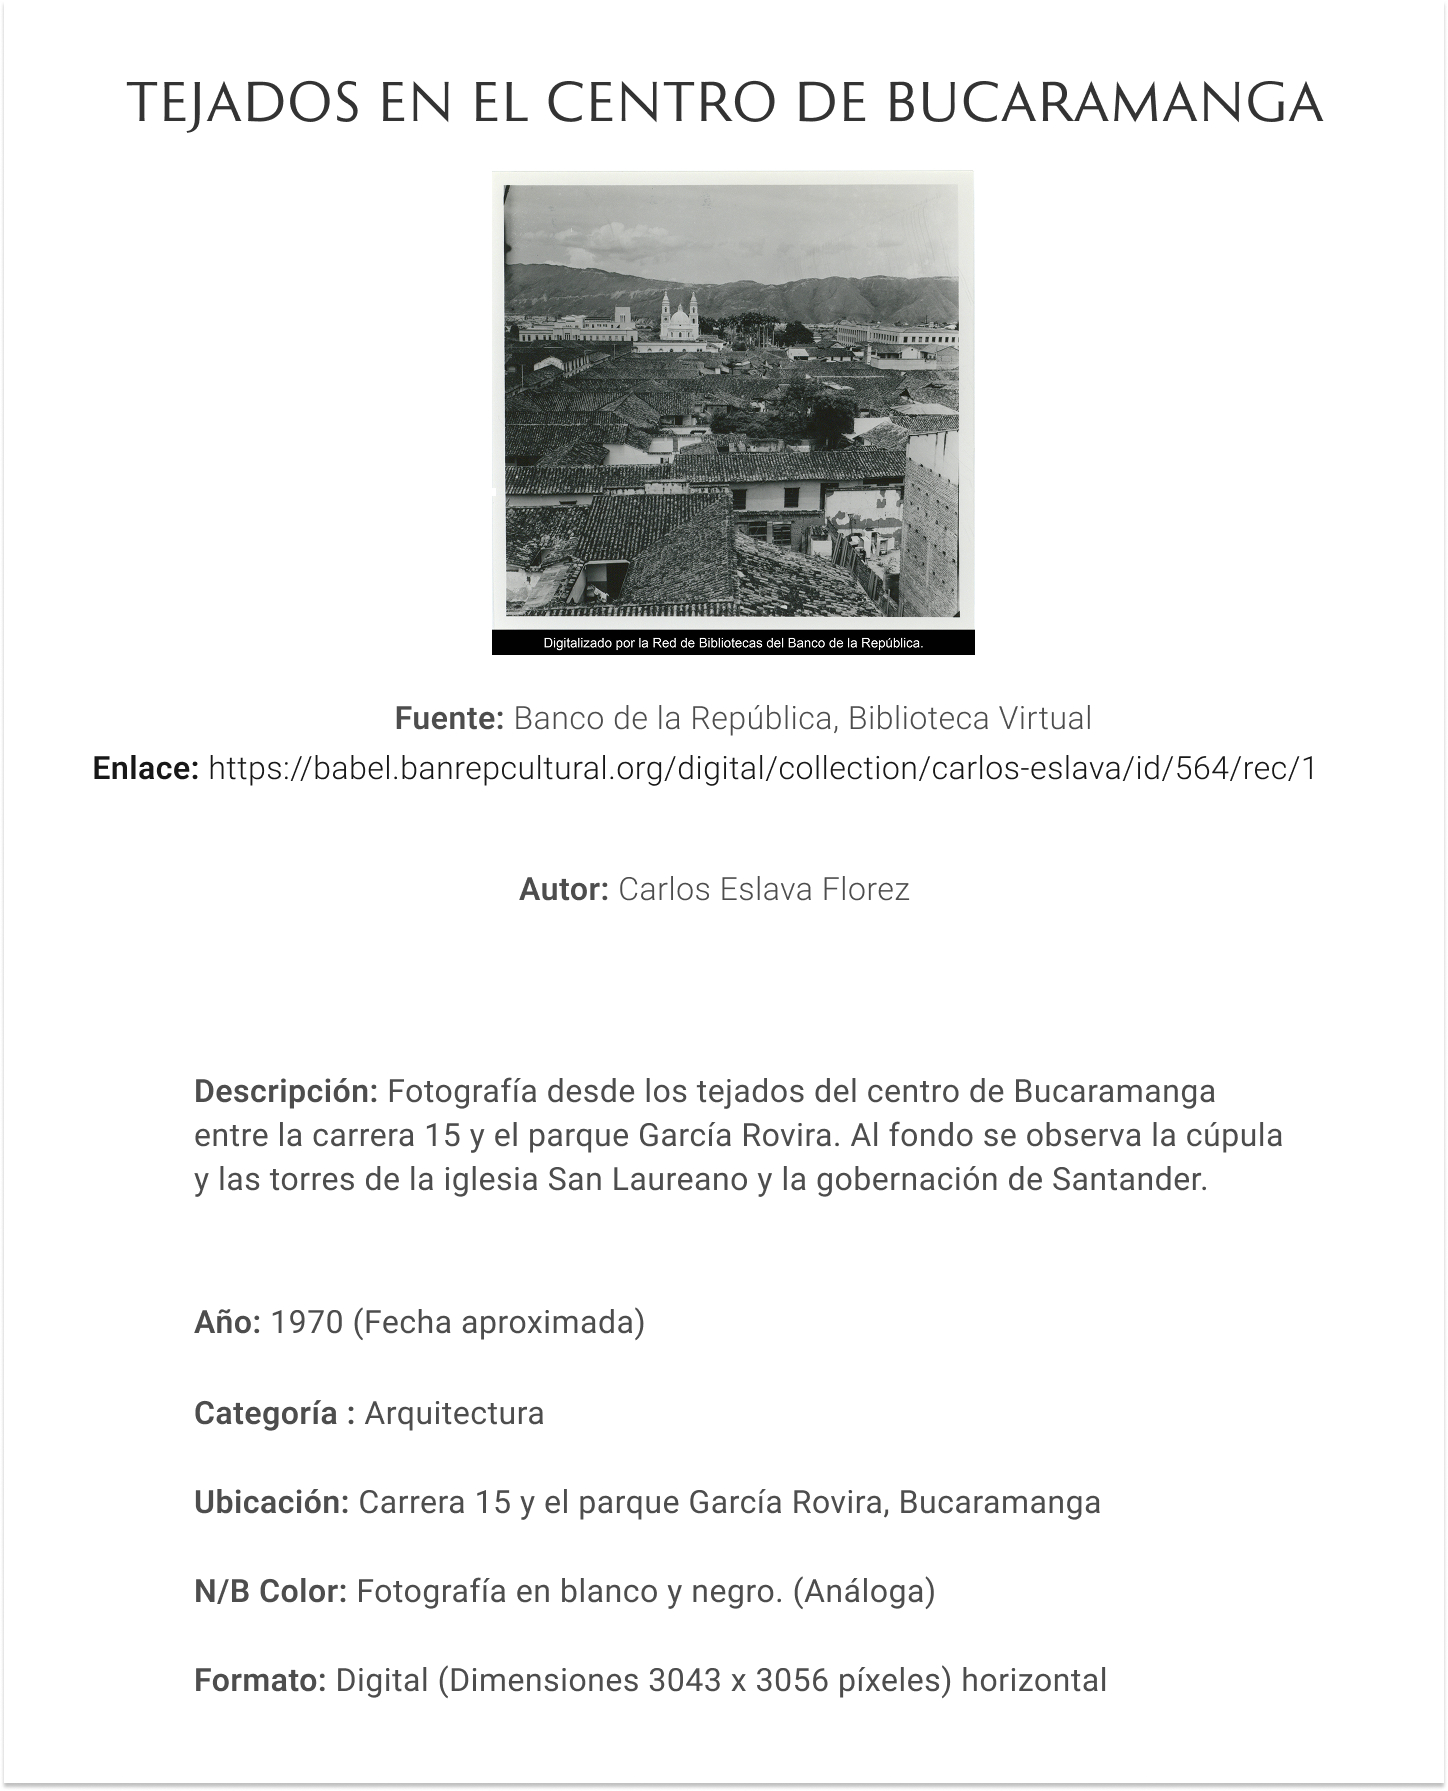 TEJADOS EN EL CENTRO DE BUCARAMANGA
Digitalizado por la Red de Bibliotecas del Banco de la República.
Fuente: Banco de la República, Biblioteca Virtual
Enlace: https://babel.banrepcultural.org/digital/collection/carlos-eslava/id/564/rec/1
Autor: Carlos Eslava Florez
Descripción: Fotografía desde los tejados del centro de Bucaramanga
entre la carrera 15 y el parque García Rovira. Al fondo se observa la cúpula
y las torres de la iglesia San Laureano y la gobernación de Santander.
Año: 1970 (Fecha aproximada)
Categoría : Arquitectura
Ubicación: Carrera 15 y el parque García Rovira, Bucaramanga
N/B Color: Fotografía en blanco y negro. (Análoga)
Formato: Digital (Dimensiones 3043 x 3056 píxeles) horizontal